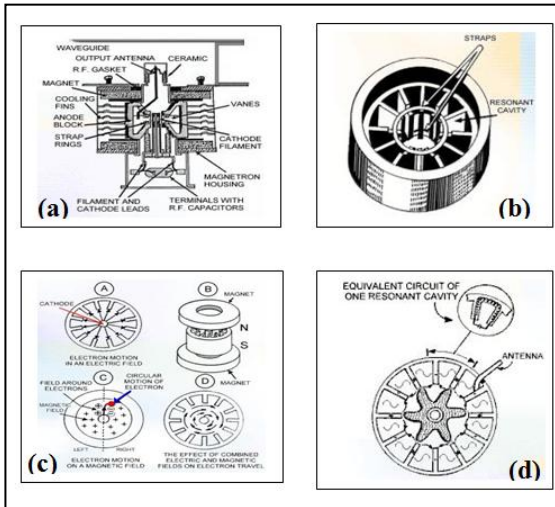 WAVEGUIDE
OUTPUT ANTENNA
CERAMIC
R.F. GASKET
MAGNET
COOLING
FINS
ANODE
BLOCK
STRAP
RINGS
VANES
CATHODE
FILAMENT
MAGNETRON
HOUSING
FILAMENT AND
CATHODE LEADS
TERMINALS WITH
R.F. CAPACITORS
(a)
STRAPS
RESONANT
CAVITY
(b)
A
CATHODE
ELECTRON MOTION
IN AN ELECTRIC FIELD
B
MAGNET
N
S
MAGNET
C
FIELD AROUND
ELECTRONS
CIRCULAR
MOTION OF
ELECTRON
MAGNETIC
FIELD
LEFT RIGHT
ELECTRON MOTION
ON A MAGNETIC FIELD
D
THE EFFECT OF COMBINED
ELECTRIC AND MAGNETIC
FIELDS ON ELECTRON TRAVEL
(c)
EQUIVALENT CIRCUIT OF
ONE RESONANT CAVITY
ANTENNA
(d)